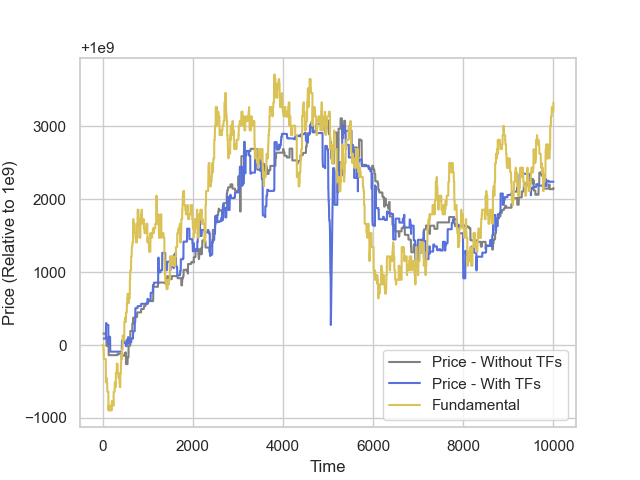 +1e9
3000
2000
1000
0
−1000
Price (Relative to 1e9)
0
2000
4000
6000
8000
10000
Time
Price - Without TFs
Price - With TFs
Fundamental